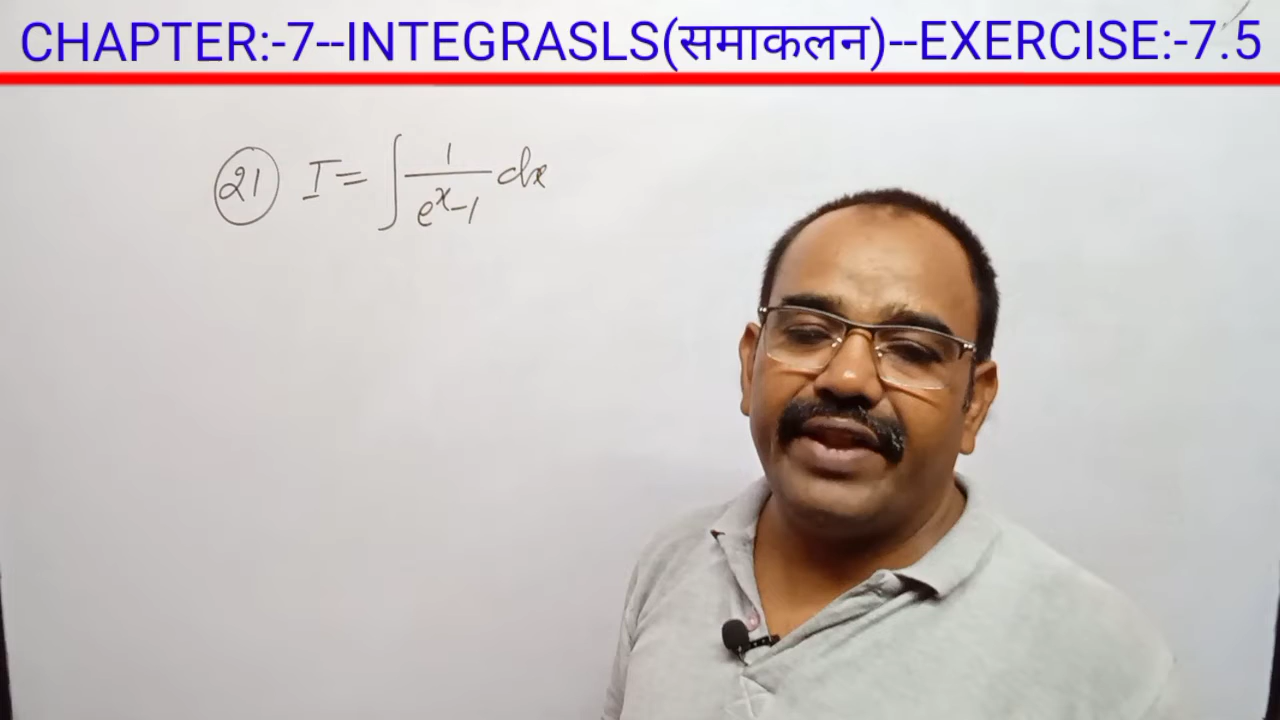 CHAPTER:-7--INTEGRASLS(समाकलन)--EXERCISE:-7.5
(21) I = ∫ 1/(e^x-1) dx